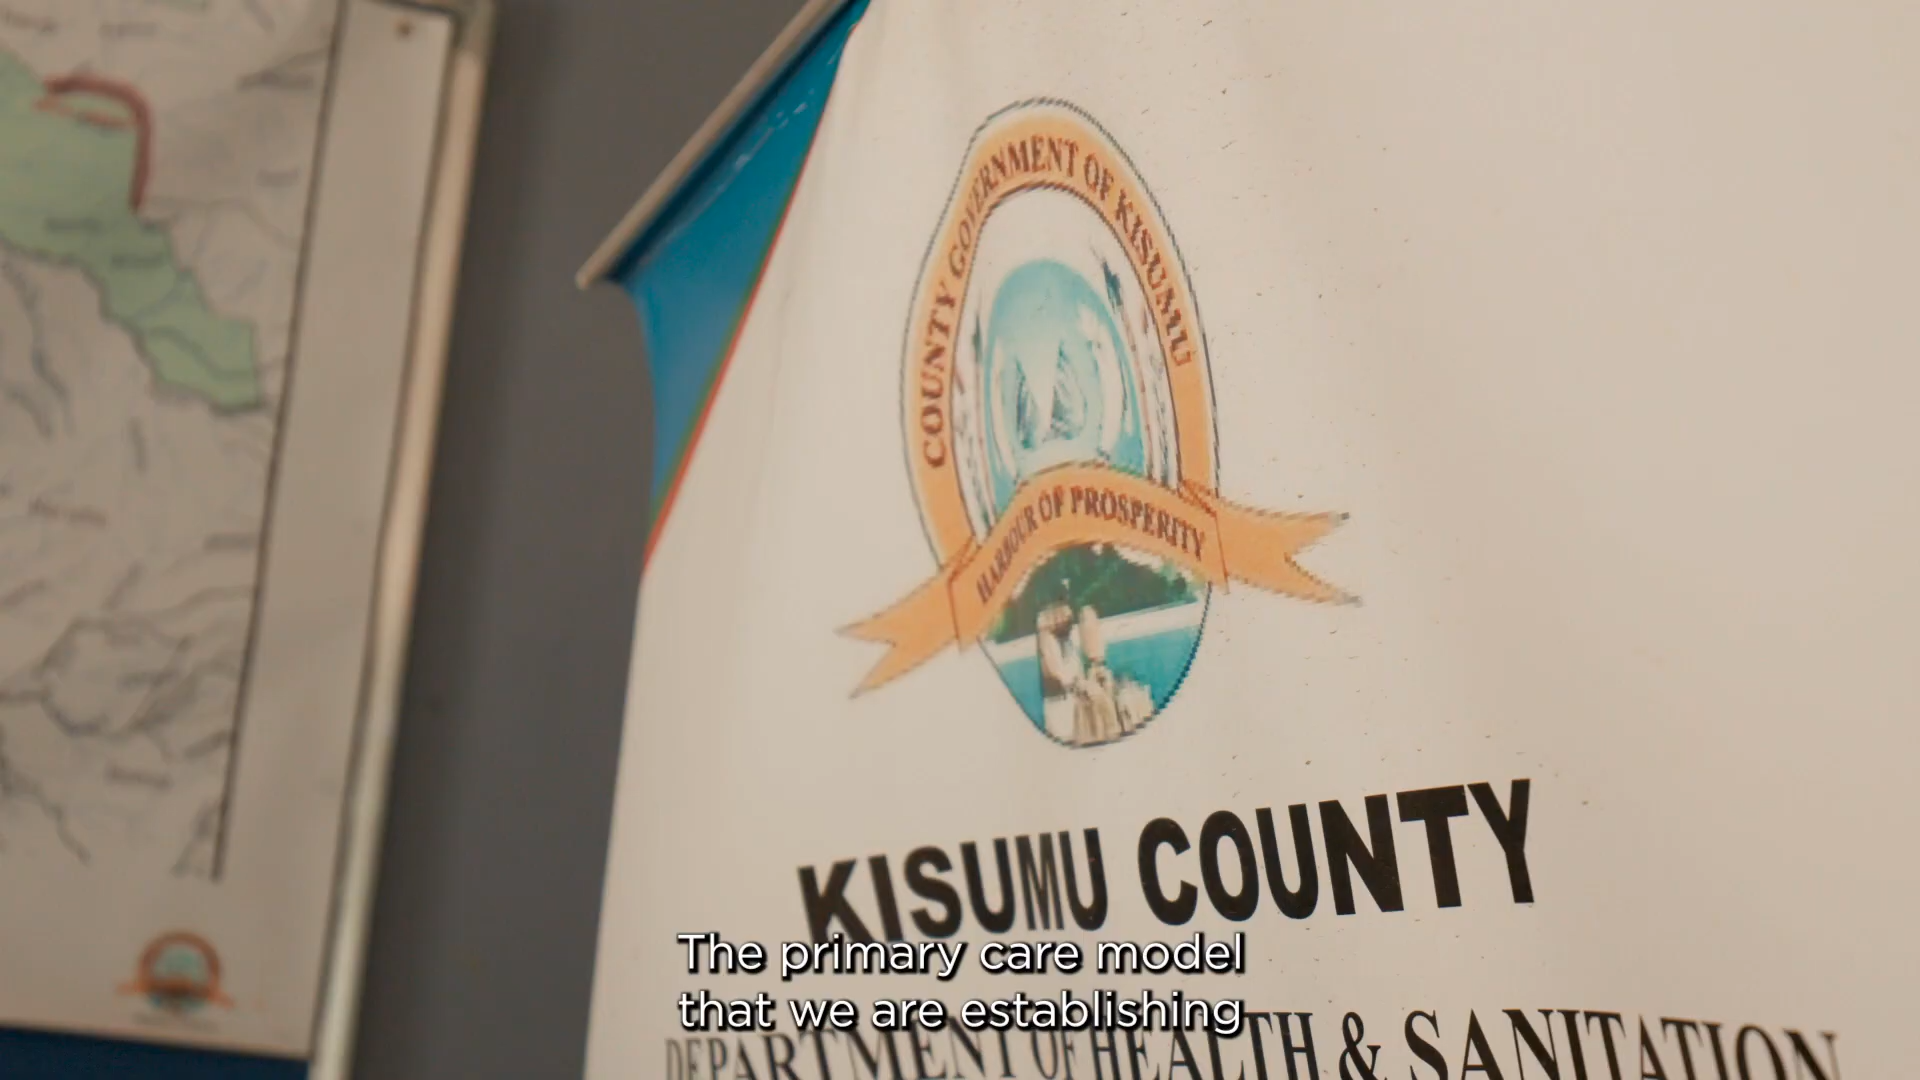 COUNTY GOVERNMENT OF KISUMU
HARBOUR OF PROSPERITY
KISUMU COUNTY
The primary care model
that we are establishing
DEPARTMENT OF HEALTH & SANITATION